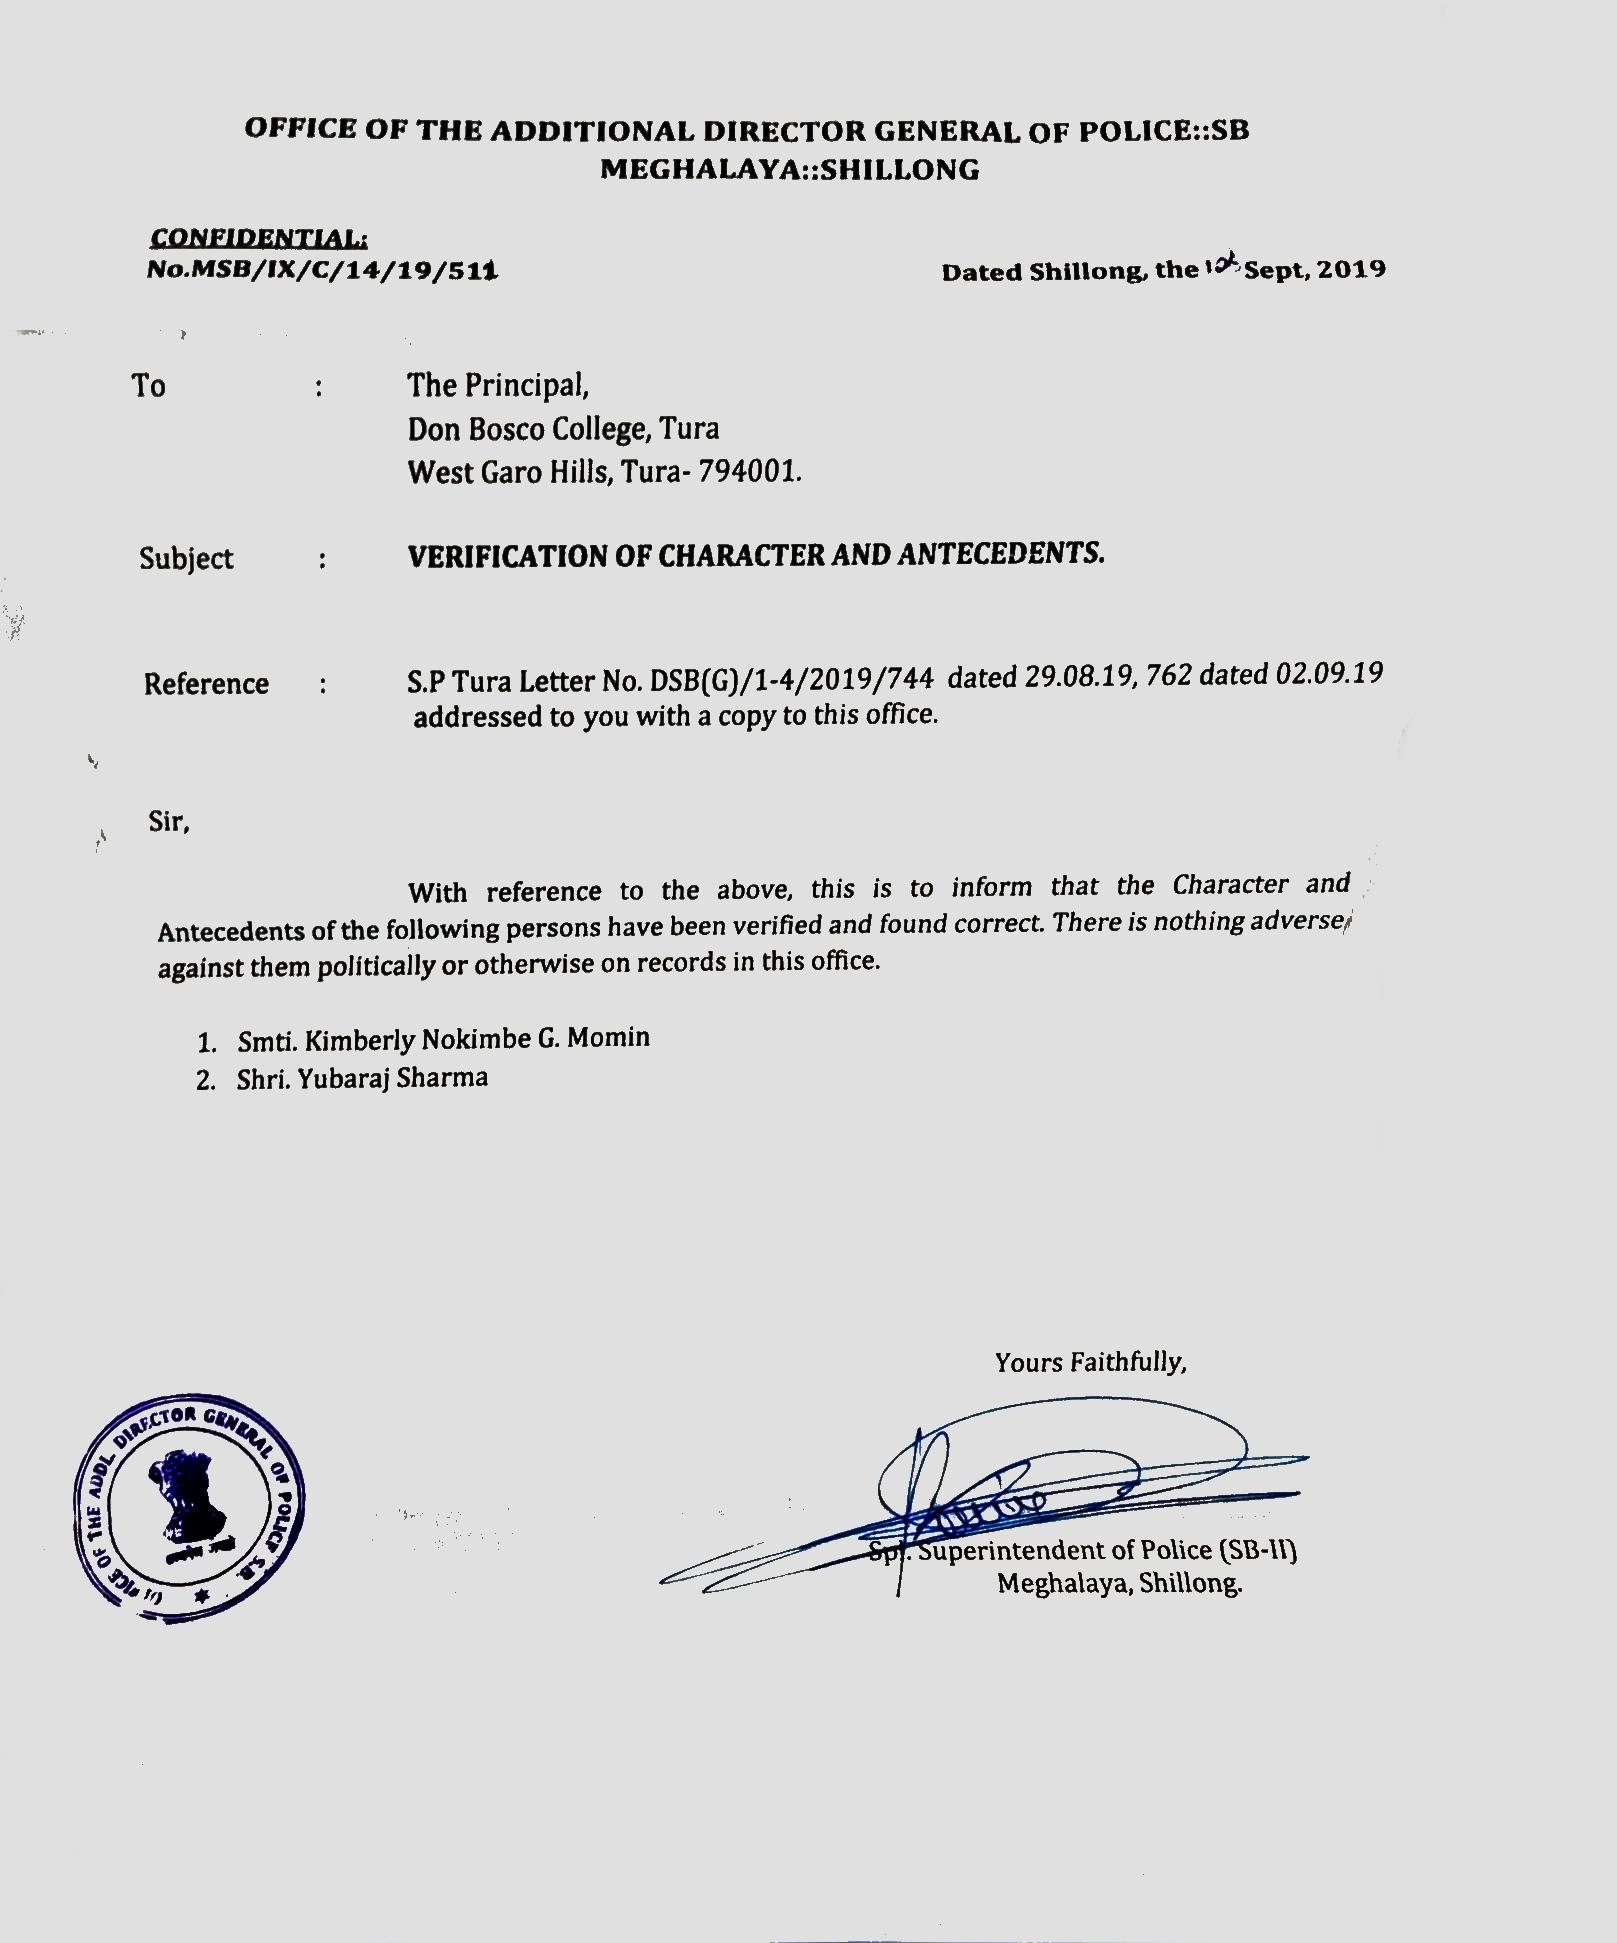 OFFICE OF THE ADDITIONAL DIRECTOR GENERAL OF POLICE::SB
MEGHALAYA::SHILLONG
CONFIDENTIAL:
No.MSB/IX/C/14/19/511
Dated Shillong, the Sept, 2019
To : The Principal,
Don Bosco College, Tura
West Garo Hills, Tura- 794001.
Subject : VERIFICATION OF CHARACTER AND ANTECEDENTS.
Reference : S.P Tura Letter No. DSB(G)/1-4/2019/744 dated 29.08.19, 762 dated 02.09.19
addressed to you with a copy to this office.
Sir,
With reference to the above, this is to inform that the Character and
Antecedents of the following persons have been verified and found correct. There is nothing adverse
against them politically or otherwise on records in this office.
1. Smti. Kimberly Nokimbe G. Momin
2. Shri. Yubaraj Sharma
Yours Faithfully,
Spl. Superintendent of Police (SB-II)
Meghalaya, Shillong.
OF THE ADDL DIRECTOR GENERAL OF POLICE S.B.